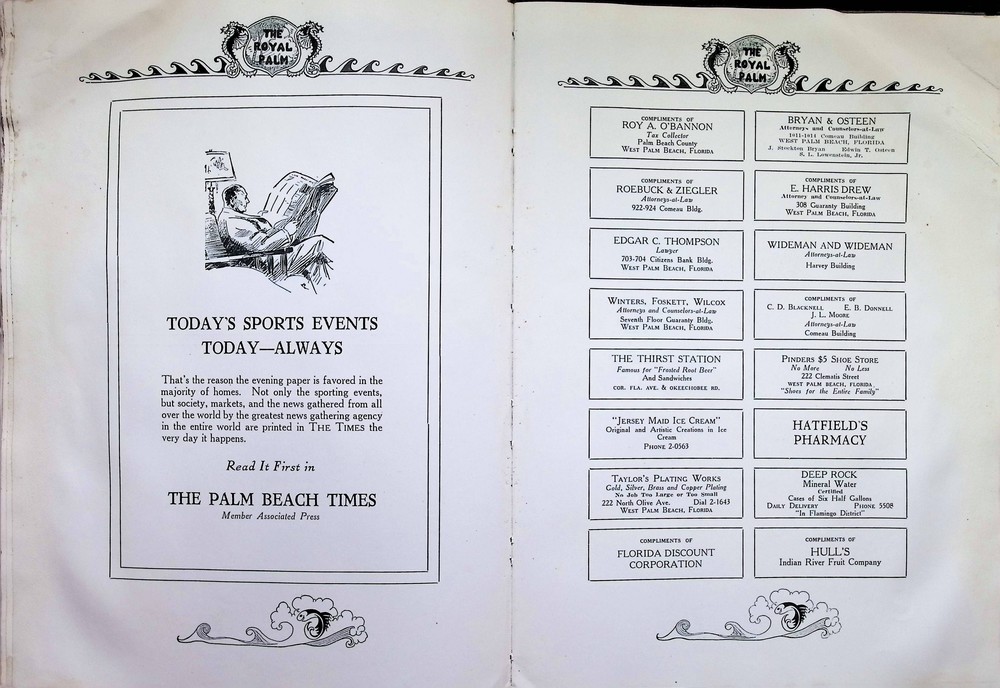 THE
ROYAL
PALM
TODAY'S SPORTS EVENTS
TODAY—ALWAYS
That's the reason the evening paper is favored in the
majority of homes. Not only the sporting events,
but society, markets, and the news gathered from all
over the world by the greatest news gathering agency
in the entire world are printed in THE TIMES the
very day it happens.
Read It First in
THE PALM BEACH TIMES
Member Associated Press
THE
ROYAL
PALM
COMPLIMENTS OF
ROY A. O'BANNON
Tax Collector
Palm Beach County
WEST PALM BEACH, FLORIDA
BRYAN & OSTEEN
Attorneys and Counselors-at-Law
1011-1014 Comeau Building
WEST PALM BEACH, FLORIDA
J. Stockton Bryan Edwin T. Osteen
S. L. Lowenstein, Jr.
COMPLIMENTS OF
ROEBUCK & ZIEGLER
Attorneys-at-Law
922-924 Comeau Bldg.
COMPLIMENTS OF
E. HARRIS DREW
Attorney and Counselors-at-Law
308 Guaranty Building
WEST PALM BEACH, FLORIDA
EDGAR C. THOMPSON
Lawyer
703-704 Citizens Bank Bldg.
WEST PALM BEACH, FLORIDA
WIDEMAN AND WIDEMAN
Attorneys-at-Law
Harvey Building
WINTERS, FOSKETT, WILCOX
Attorneys and Counselors-at-Law
Seventh Floor Guaranty Bldg.
WEST PALM BEACH, FLORIDA
COMPLIMENTS OF
C. D. BLACKNELL E. B. DONNELL
J. L. MOORE
Attorneys-at-Law
Comeau Building
THE THIRST STATION
Famous for "Frosted Root Beer"
And Sandwiches
COR. FLA. AVE. & OKEECHOBEE RD.
PINDERS $5 SHOE STORE
No More No Less
222 Clematis Street
WEST PALM BEACH, FLORIDA
"Shoes for the Entire Family"
"JERSEY MAID ICE CREAM"
Original and Artistic Creations in Ice
Cream
PHONE 2-0563
HATFIELD'S
PHARMACY
TAYLOR'S PLATING WORKS
Gold, Silver, Brass and Copper Plating
No Job Too Large or Too Small
222 North Olive Ave. Dial 2-1643
WEST PALM BEACH, FLORIDA
DEEP ROCK
Mineral Water
Certified
Cases of Six Half Gallons
DAILY DELIVERY PHONE 5508
"In Flamingo District"
COMPLIMENTS OF
FLORIDA DISCOUNT
CORPORATION
COMPLIMENTS OF
HULL'S
Indian River Fruit Company